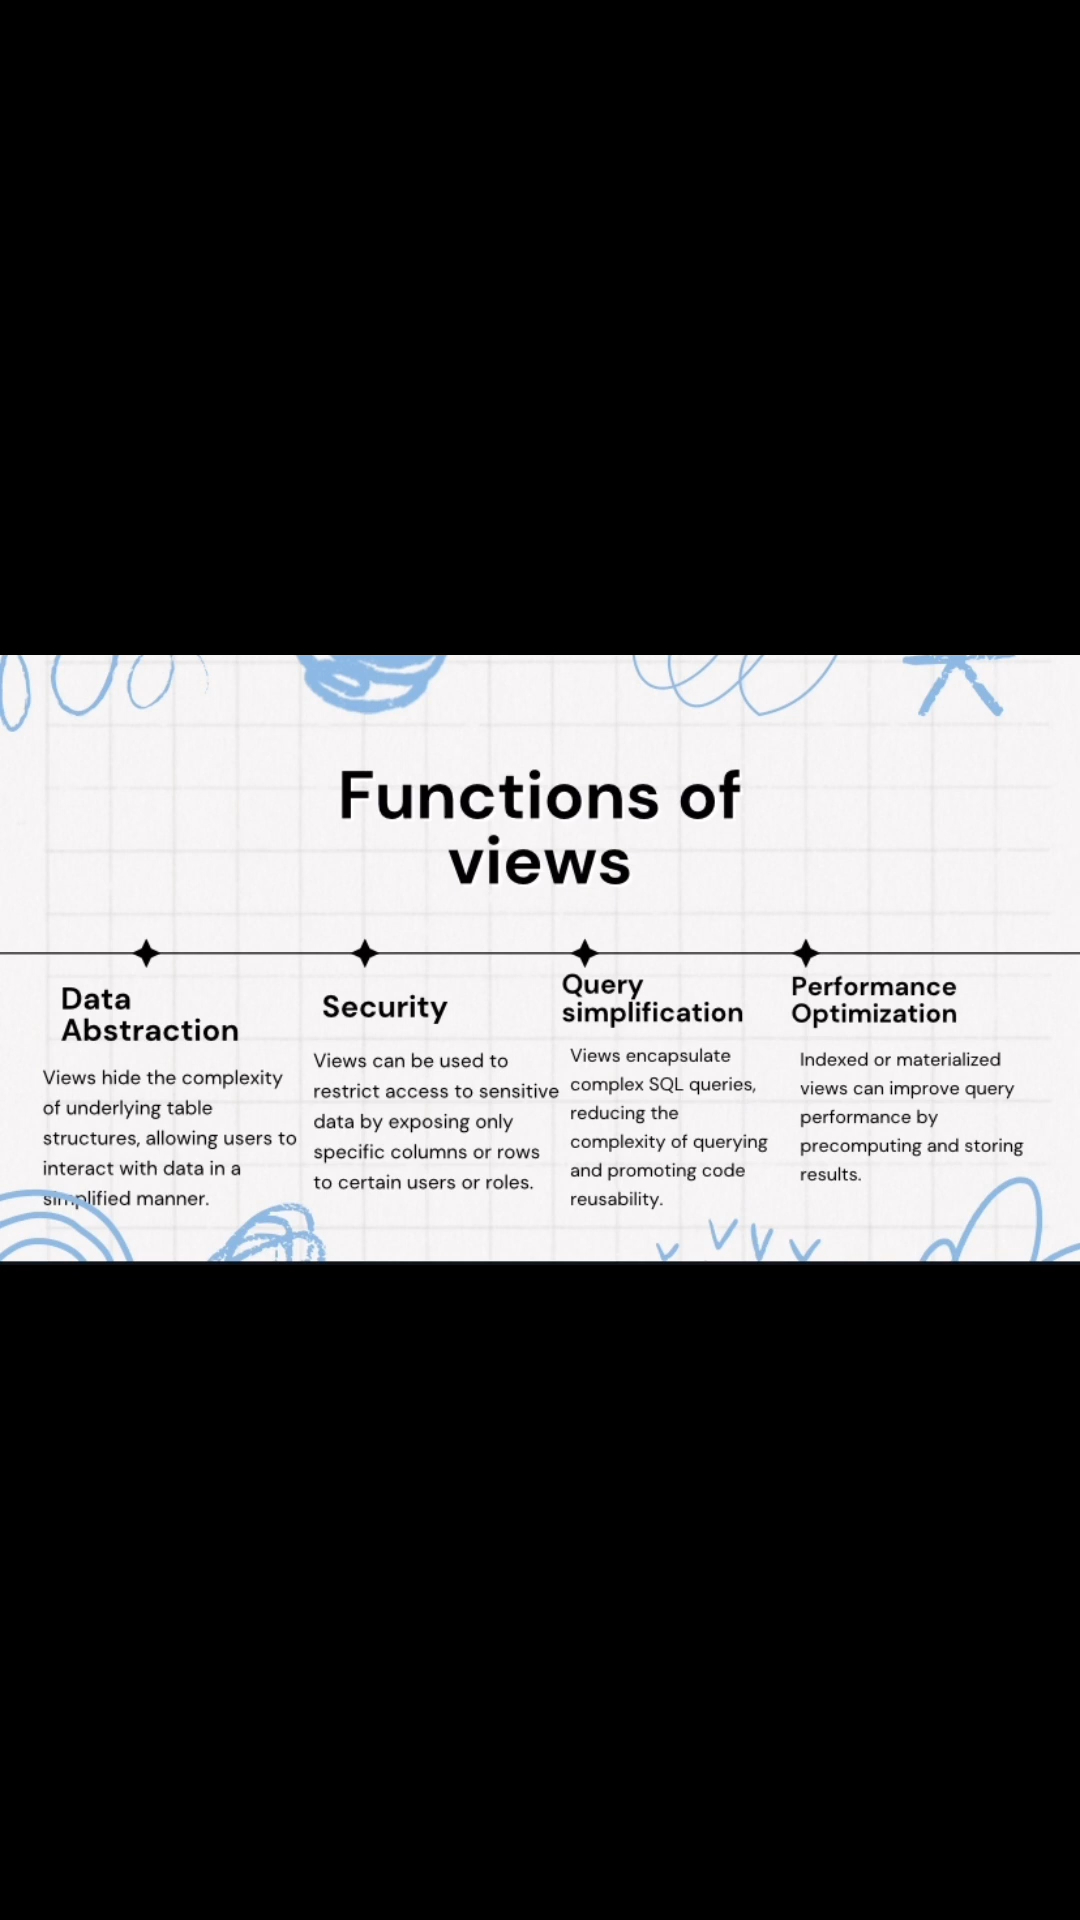 Functions of
views
Data
Abstraction
Views hide the complexity
of underlying table
structures, allowing users to
interact with data in a
simplified manner.
Security
Views can be used to
restrict access to sensitive
data by exposing only
specific columns or rows
to certain users or roles.
Query
simplification
Views encapsulate
complex SQL queries,
reducing the
complexity of querying
and promoting code
reusability.
Performance
Optimization
Indexed or materialized
views can improve query
performance by
precomputing and storing
results.